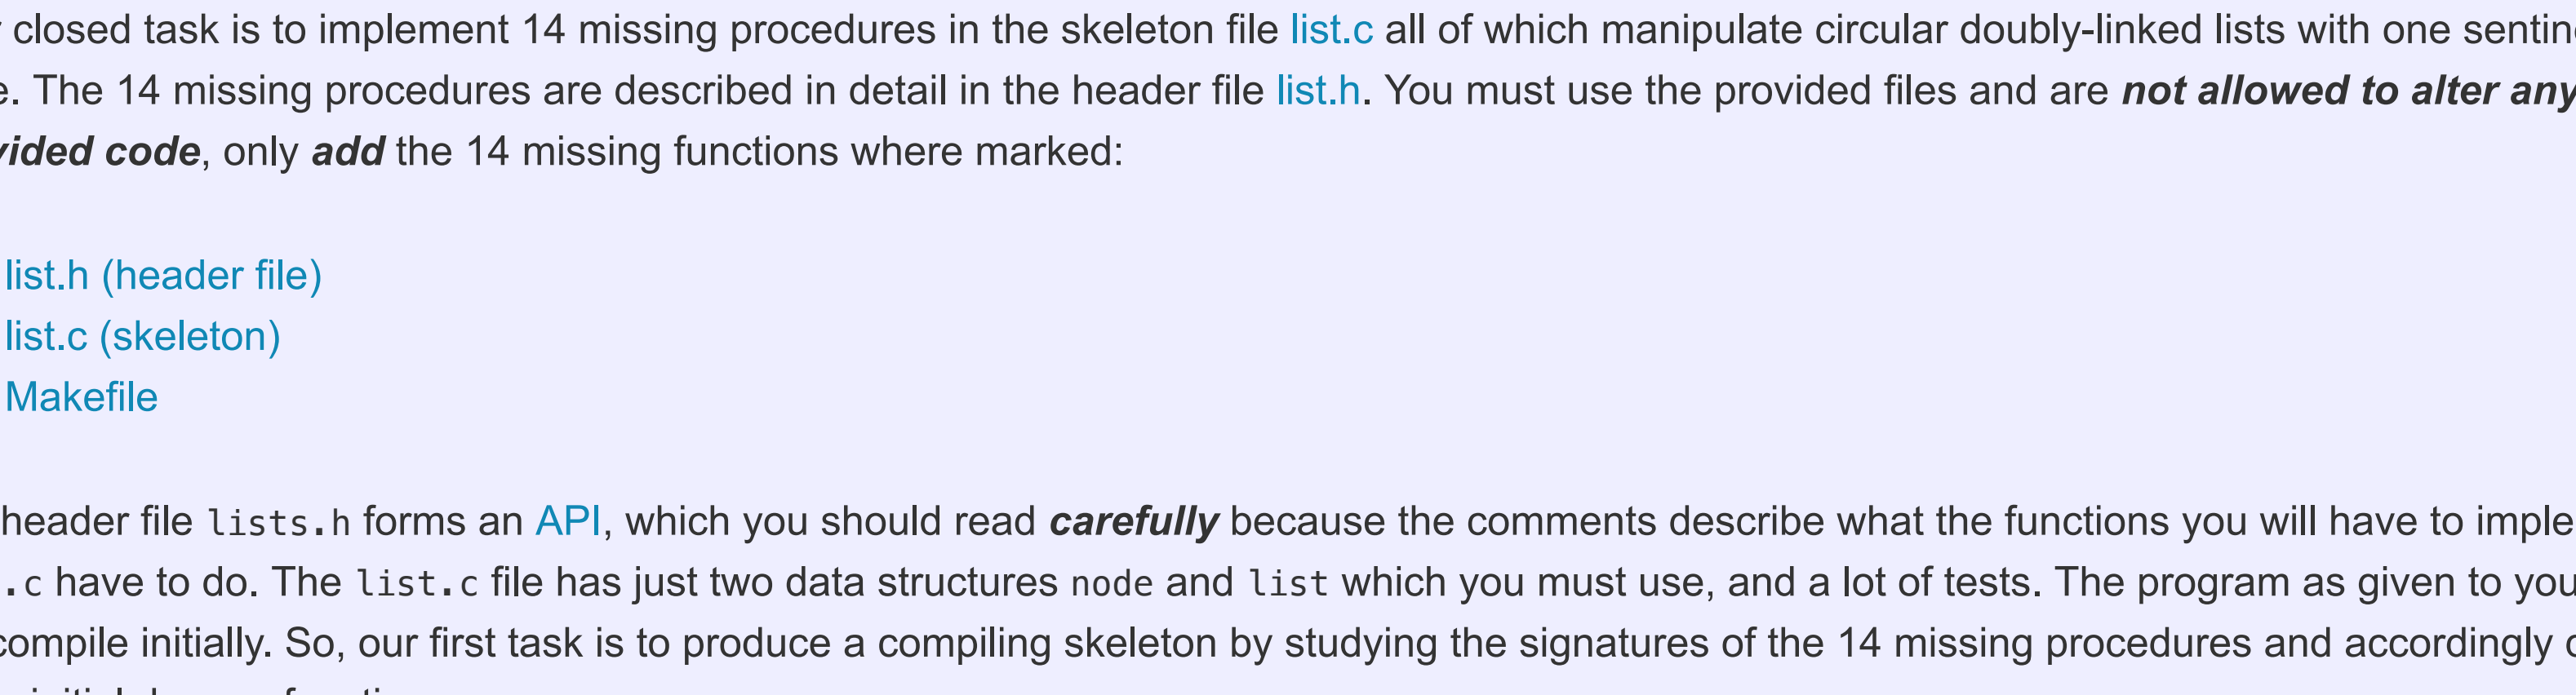 closed task is to implement 14 missing procedures in the skeleton file list.c all of which manipulate circular doubly-linked lists with one
The 14 missing procedures are described in detail in the header file list.h. You must use the provided files and are not allowed to alter any
code, only add the 14 missing functions where marked:
list.h (header file)
list.c (skeleton)
Makefile
header file lists.h forms an API, which you should read carefully because the comments describe what the functions you will have to
.c have to do. The list.c file has just two data structures node and list which you must use, and a lot of tests. The program as given to you
compile initially. So, our first task is to produce a compiling skeleton by studying the signatures of the 14 missing procedures and accordingly